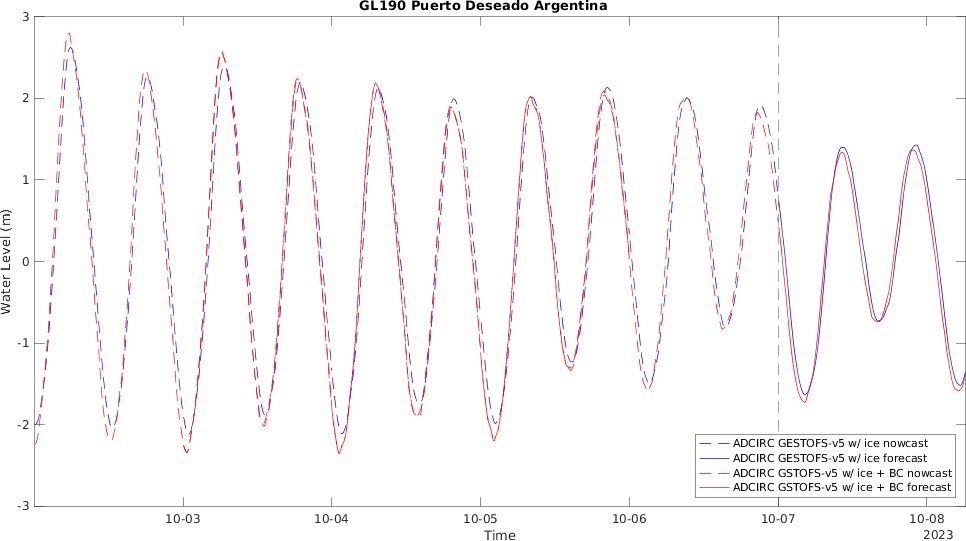 GL190 Puerto Deseado Argentina
3
2
1
0
-1
-2
-3
Water Level (m)
10-03
10-04
10-05
10-06
10-07
10-08
Time
2023
ADCIRC GESTOFS-v5 w/ ice nowcast
ADCIRC GESTOFS-v5 w/ ice forecast
ADCIRC GSTOFS-v5 w/ ice + BC nowcast
ADCIRC GSTOFS-v5 w/ ice + BC forecast